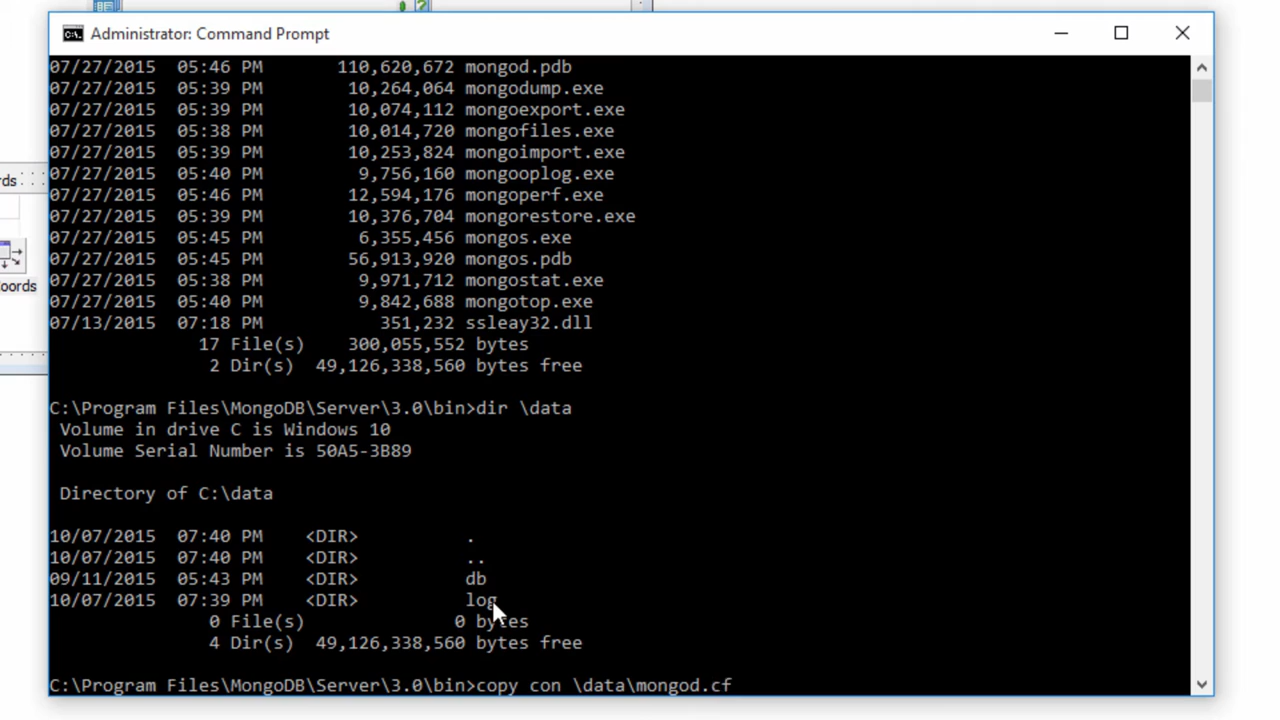 Administrator: Command Prompt
07/27/2015  05:46 PM       110,620,672 mongod.pdb
07/27/2015  05:39 PM        10,264,064 mongodump.exe
07/27/2015  05:39 PM        10,074,112 mongoexport.exe
07/27/2015  05:38 PM        10,014,720 mongofiles.exe
07/27/2015  05:39 PM        10,253,824 mongoimport.exe
07/27/2015  05:40 PM         9,756,160 mongooplog.exe
07/27/2015  05:46 PM        12,594,176 mongoperf.exe
07/27/2015  05:39 PM        10,376,704 mongorestore.exe
07/27/2015  05:45 PM         6,355,456 mongos.exe
07/27/2015  05:45 PM        56,913,920 mongos.pdb
07/27/2015  05:38 PM         9,971,712 mongostat.exe
07/27/2015  05:40 PM         9,842,688 mongotop.exe
07/13/2015  07:18 PM           351,232 ssleay32.dll
17 File(s)    300,055,552 bytes
2 Dir(s)  49,126,338,560 bytes free
C:\Program Files\MongoDB\Server\3.0\bin>dir \data
Volume in drive C is Windows 10
Volume Serial Number is 50A5-3B89
Directory of C:\data
10/07/2015  07:40 PM    <DIR>          .
10/07/2015  07:40 PM    <DIR>          ..
09/11/2015  05:43 PM    <DIR>          db
10/07/2015  07:39 PM    <DIR>          log
0 File(s)              0 bytes
4 Dir(s)  49,126,338,560 bytes free
C:\Program Files\MongoDB\Server\3.0\bin>copy con \data\mongod.cf
rds
oords